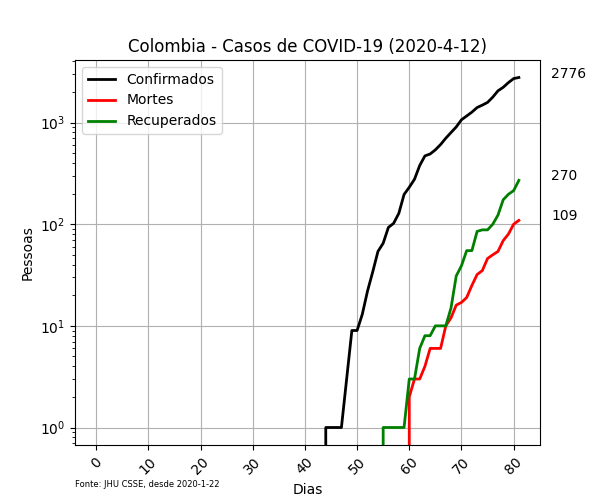 Colombia - Casos de COVID-19 (2020-4-12)
Confirmados
Mortes
Recuperados
2776
270
109
10³
10²
10¹
10⁰
Pessoas
0 10 20 30 40 50 60 70 80
Dias
Fonte: JHU CSSE, desde 2020-1-22